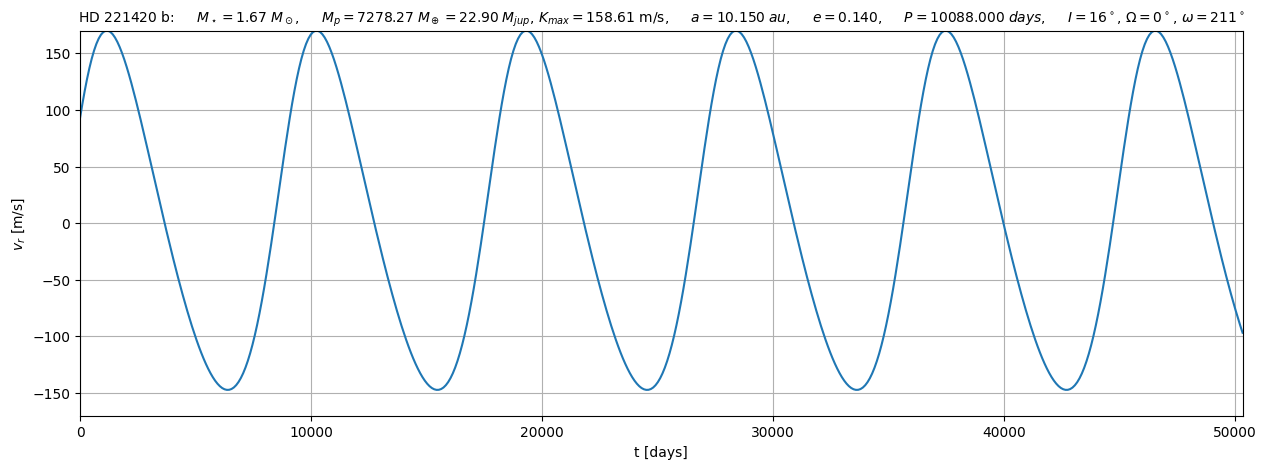 HD 221420 b: M⋆ = 1.67 M⊙, Mp = 7278.27 M⊕ = 22.90 Mjup, Kmax = 158.61 m/s, a = 10.150 au, e = 0.140, P = 10088.000 days, I = 16°, Ω = 0°, ω = 211°
150
100
50
0
−50
−100
−150
vr [m/s]
0 10000 20000 30000 40000 50000
t [days]